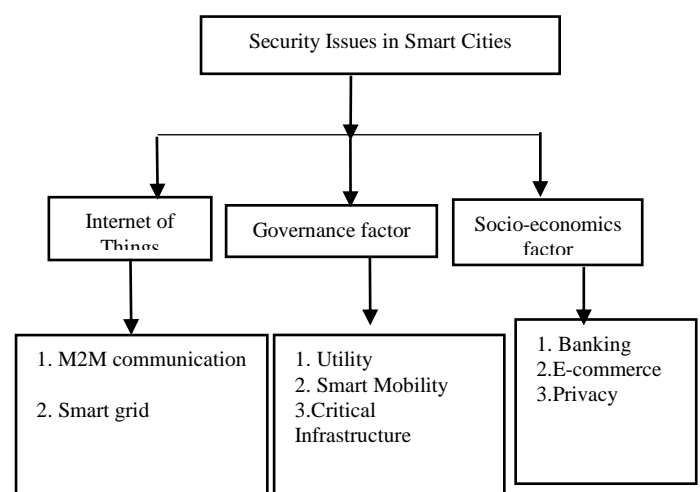 Security Issues in Smart Cities
Internet of
Things
Governance factor
Socio-economics
factor
1. M2M communication
2. Smart grid
1. Utility
2. Smart Mobility
3.Critical
Infrastructure
1. Banking
2.E-commerce
3.Privacy